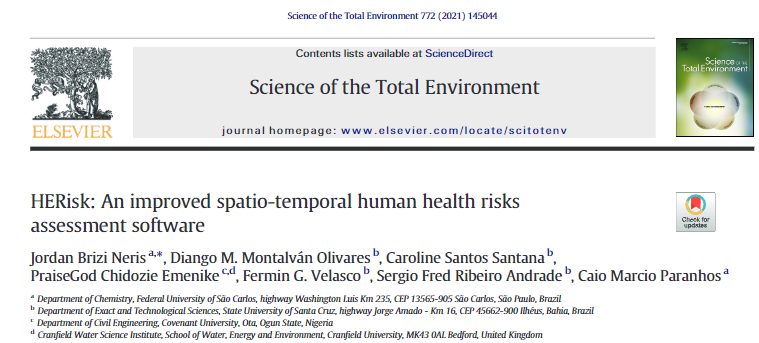 Science of the Total Environment 772 (2021) 145044
Contents lists available at ScienceDirect
Science of the Total Environment
journal homepage: www.elsevier.com/locate/scitotenv
ELSEVIER
Science OF THE
Total Environment
HERisk: An improved spatio-temporal human health risks
assessment software
Check for
updates
Jordan Brizi Neris a,*, Diango M. Montalván Olivares b, Caroline Santos Santana b,
PraiseGod Chidozie Emenike c,d, Fermin G. Velasco b, Sergio Fred Ribeiro Andrade b, Caio Marcio Paranhos a
a Department of Chemistry, Federal University of São Carlos, highway Washington Luis Km 235, CEP 13565-905 São Carlos, São Paulo, Brazil
b Department of Exact and Technological Sciences, State University of Santa Cruz, highway Jorge Amado - Km 16, CEP 45662-900 Ilhéus, Bahia, Brazil
c Department of Civil Engineering, Covenant University, Ota, Ogun State, Nigeria
d Cranfield Water Science Institute, School of Water, Energy and Environment, Cranfield University, MK43 0AL Bedford, United Kingdom